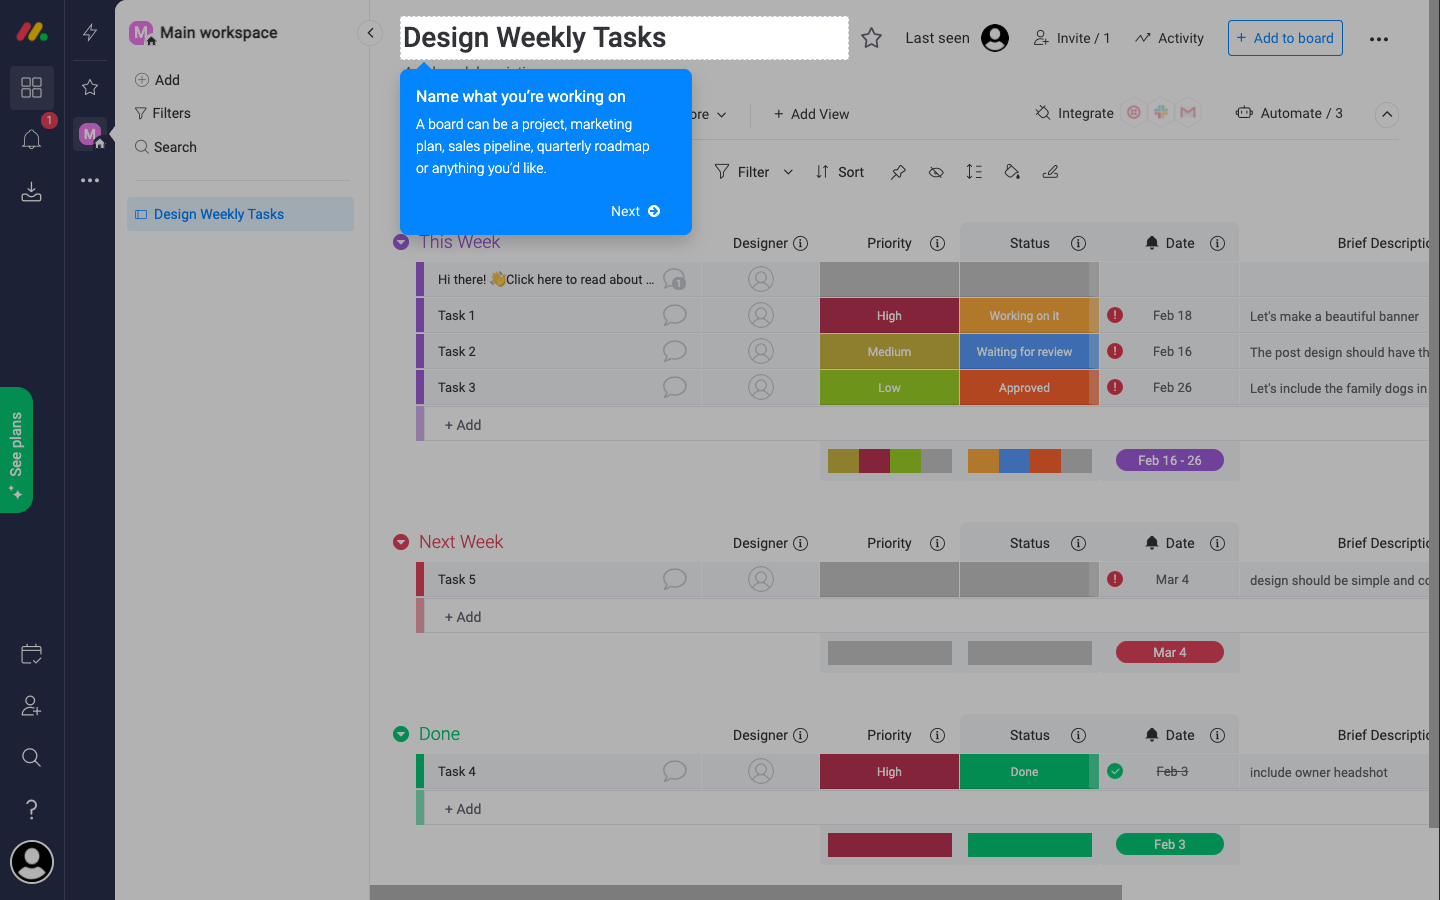 M Main workspace
Add
Filters
Search
Design Weekly Tasks
1
M
See plans
Design Weekly Tasks
Last seen
Invite / 1
Activity
+ Add to board
Name what you're working on
A board can be a project, marketing
plan, sales pipeline, quarterly roadmap
or anything you'd like.
Next
+ Add View
Integrate
Automate / 3
Filter
Sort
This Week
Designer
Priority
Status
Date
Brief Descriptio
Hi there! 👋Click here to read about ...
1
Task 1
High
Working on it
Feb 18
Let's make a beautiful banner
Task 2
Medium
Waiting for review
Feb 16
The post design should have th
Task 3
Low
Approved
Feb 26
Let's include the family dogs in
+ Add
Feb 16 - 26
Next Week
Designer
Priority
Status
Date
Brief Descriptio
Task 5
Mar 4
design should be simple and co
+ Add
Mar 4
Done
Designer
Priority
Status
Date
Brief Descriptio
Task 4
High
Done
Feb 3
include owner headshot
+ Add
Feb 3